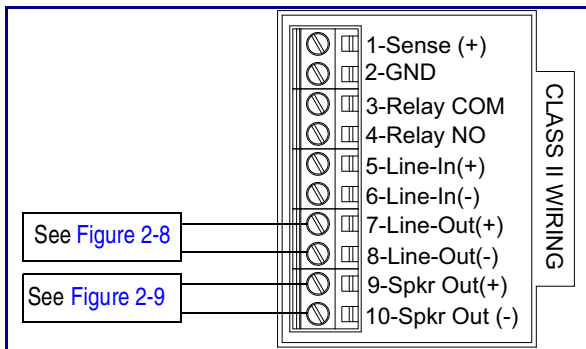 1-Sense (+)
2-GND
3-Relay COM
4-Relay NO
5-Line-In(+)
6-Line-In(-)
7-Line-Out(+)
8-Line-Out(-)
9-Spkr Out(+)
10-Spkr Out (-)
CLASS II WIRING
See Figure 2-8
See Figure 2-9